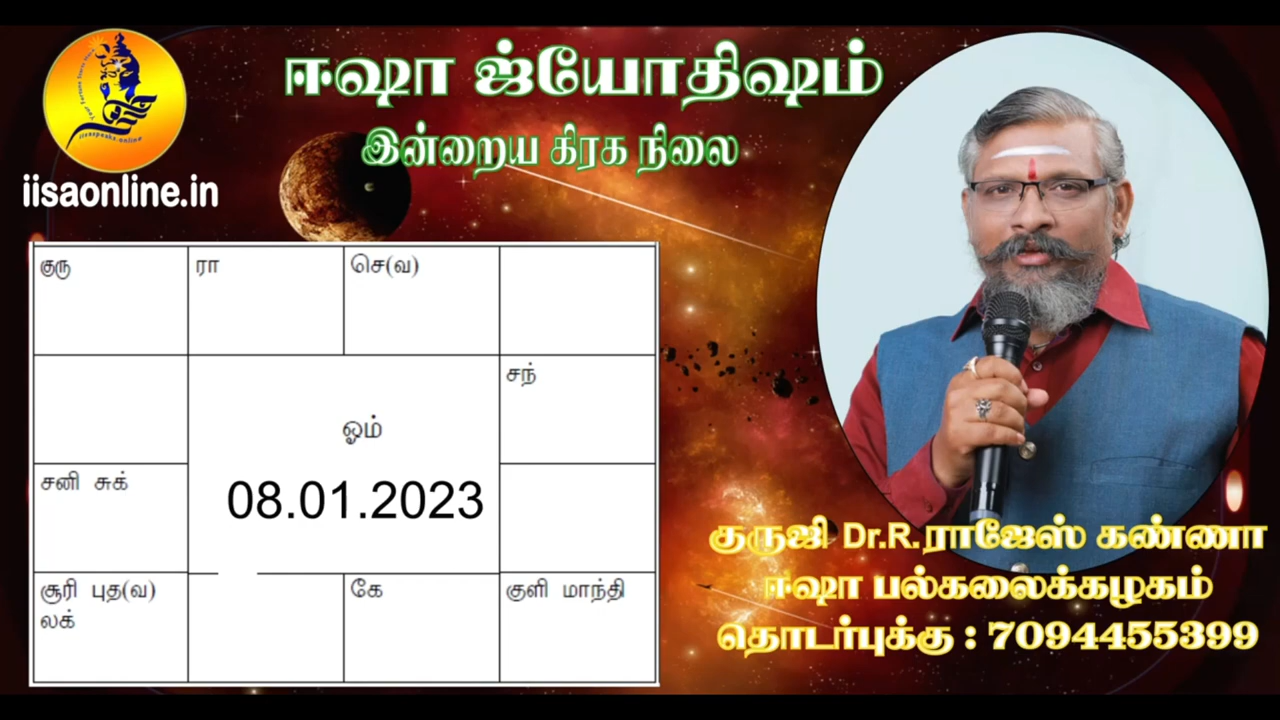 ஈஷா ஜ்யோதிஷம்
இன்றைய கிரக நிலை
iisaonline.in
குரு
ரா
செ(வ)
சந்
ஓம்
சனி சுக்
08.01.2023
சூரி புத(வ)
லக்
கே
குளி மாந்தி
குருஜி Dr.R.ராஜேஸ் கண்ணா
ஈஷா பல்கலைக்கழகம்
தொடர்புக்கு : 7094455399